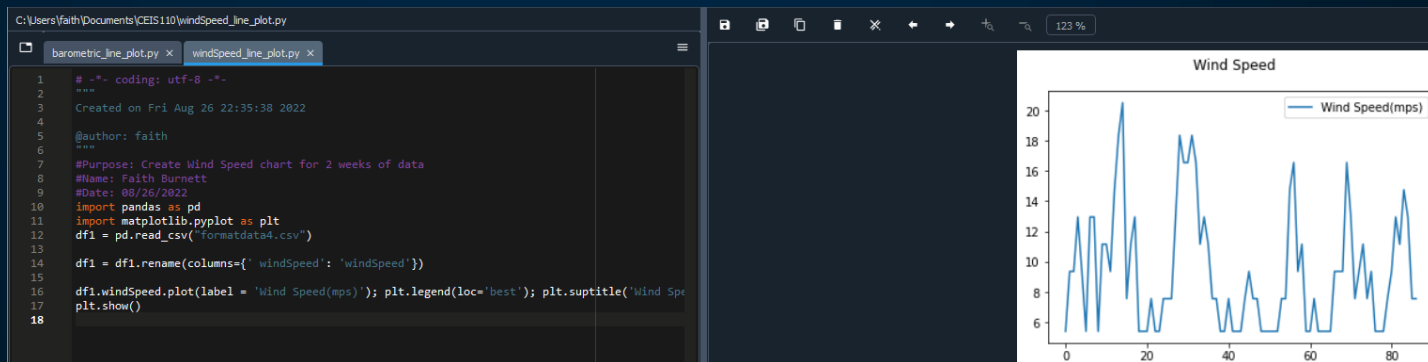 C:\Users\faith\Documents\CEIS110\windSpeed_line_plot.py
barometric_line_plot.py
windSpeed_line_plot.py
1 # -*- coding: utf-8 -*-
2 """
3 Created on Fri Aug 26 22:35:38 2022
4
5 @author: faith
6 """
7 #Purpose: Create Wind Speed chart for 2 weeks of data
8 #Name: Faith Burnett
9 #Date: 08/26/2022
10 import pandas as pd
11 import matplotlib.pyplot as plt
12 df1 = pd.read_csv("formatdata4.csv")
13
14 df1 = df1.rename(columns={' windSpeed': 'windSpeed'})
15
16 df1.windSpeed.plot(label = 'Wind Speed(mps)'); plt.legend(loc='best'); plt.suptitle('Wind Spe
17 plt.show()
18
123 %
Wind Speed
Wind Speed(mps)
20
18
16
14
12
10
8
6
0 20 40 60 80